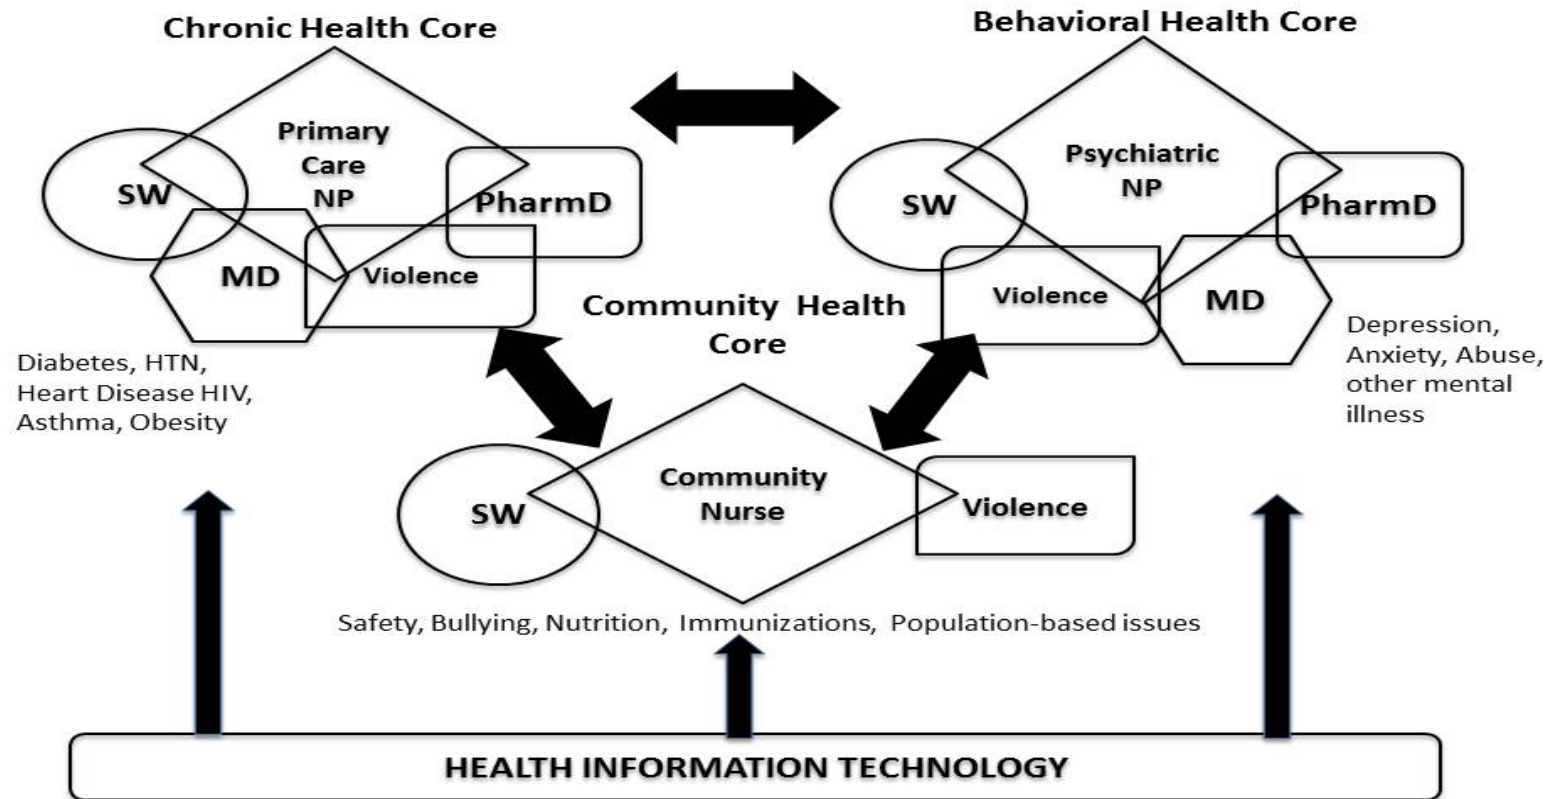 Chronic Health Core
Behavioral Health Core
Primary
Care
NP
SW
PharmD
MD
Violence
Psychiatric
NP
SW
PharmD
Violence
MD
Community Health
Core
Diabetes, HTN,
Heart Disease HIV,
Asthma, Obesity
Depression,
Anxiety, Abuse,
other mental
illness
Community
Nurse
SW
Violence
Safety, Bullying, Nutrition, Immunizations, Population-based issues
HEALTH INFORMATION TECHNOLOGY